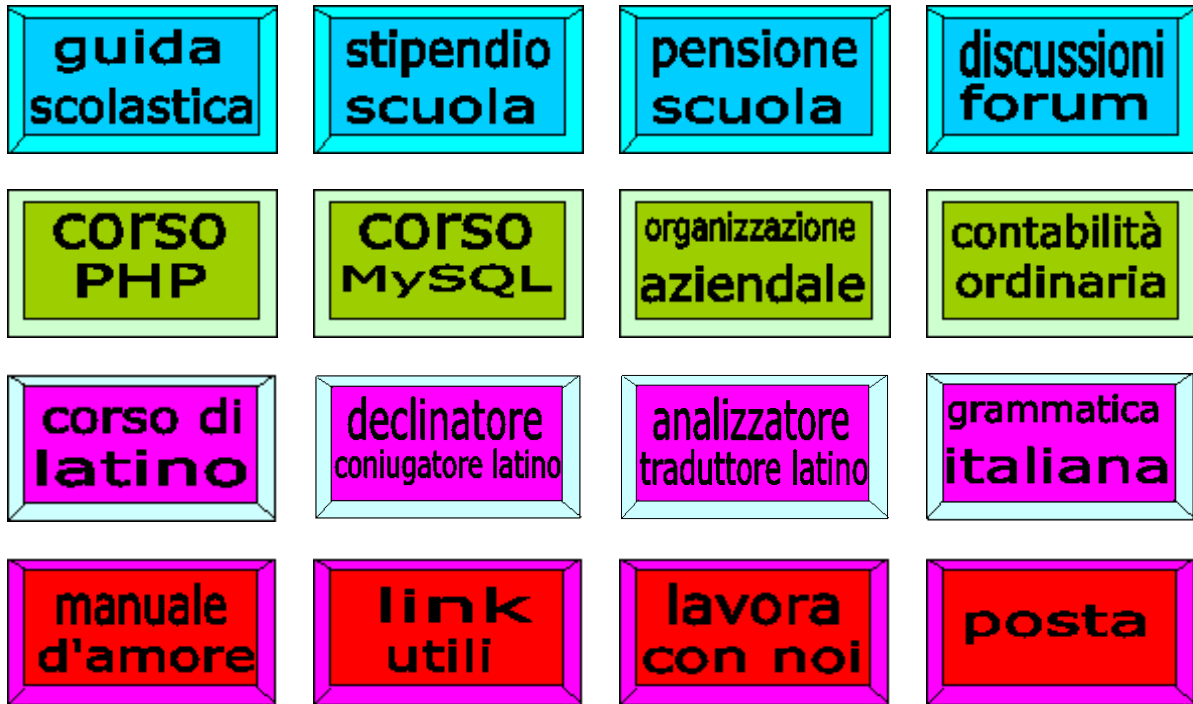 guida
scolastica
stipendio
scuola
pensione
scuola
discussioni
forum
corso
PHP
corso
MySQL
organizzazione
aziendale
contabilità
ordinaria
corso di
latino
declinatore
coniugatore latino
analizzatore
traduttore latino
grammatica
italiana
manuale
d'amore
link
utili
lavora
con noi
posta